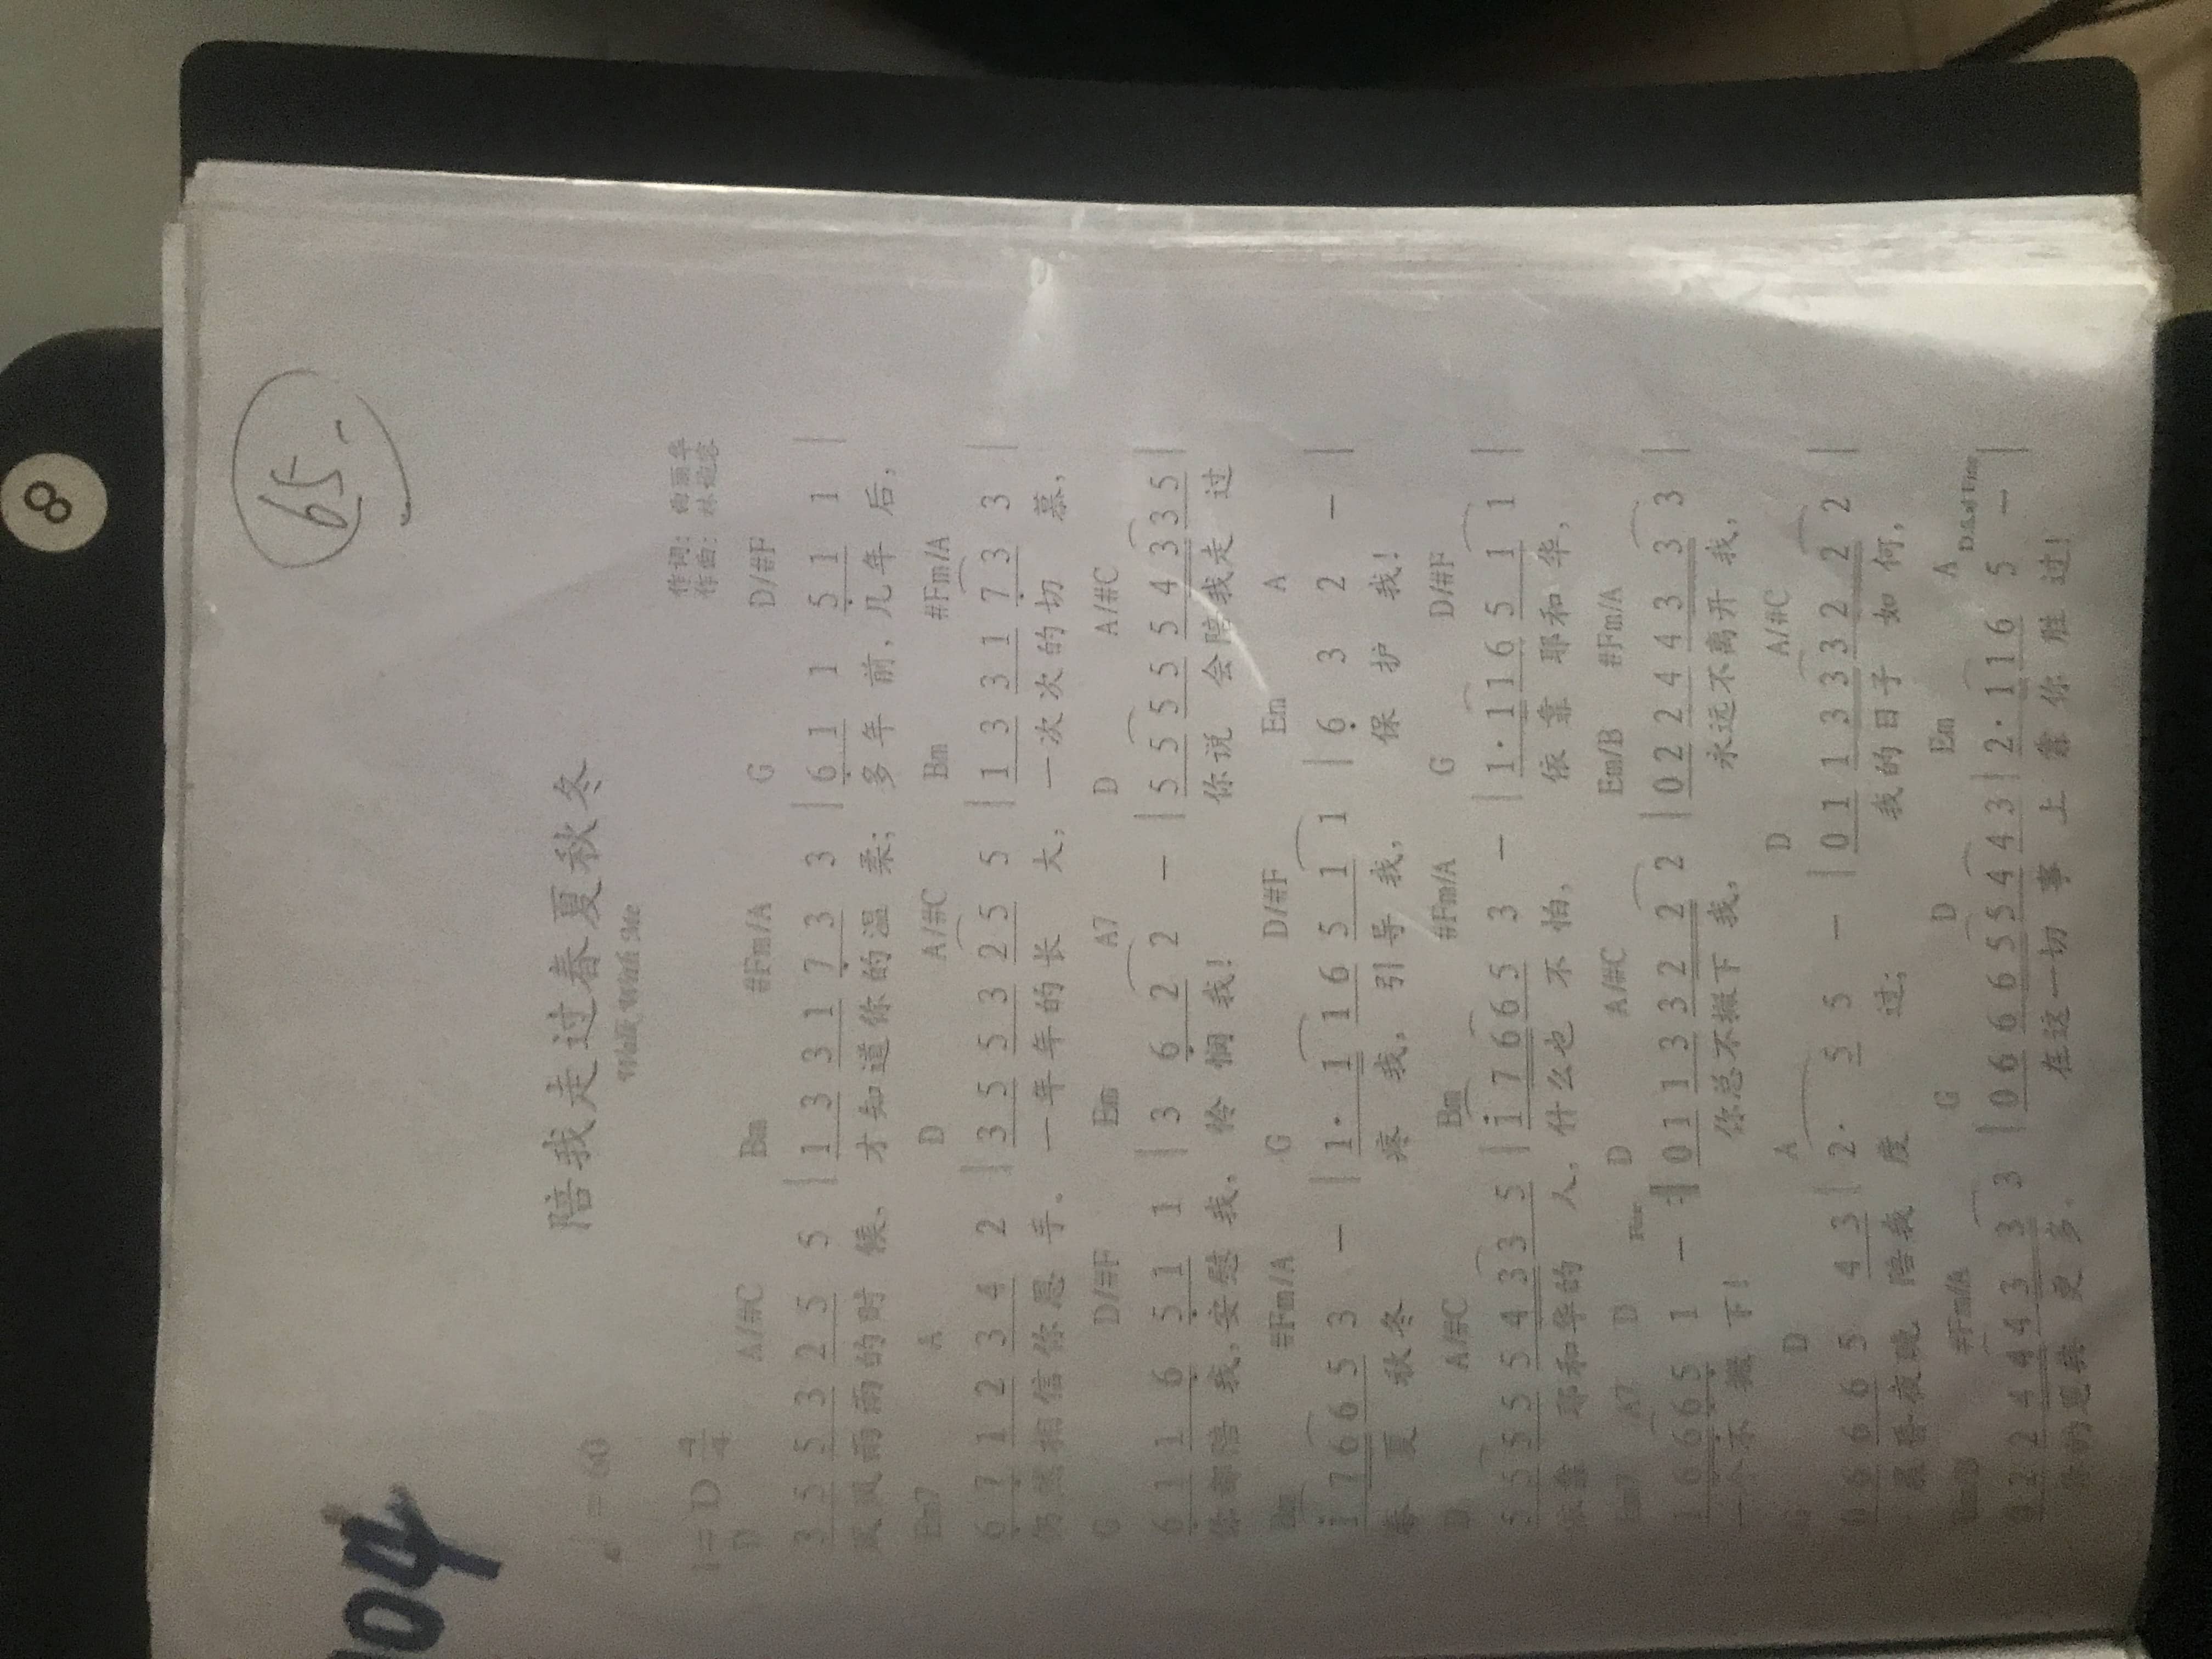 8
65.
04
陪我走过春夏秋冬
= 60
Walk With Me
1= D 4/4
作词: 华
作曲: 林婉容
D A/#C Bm #Fm/A G D/#F
3 5 5 3 2 5 5 | 1 3 3 1 7 3 3 | 6 1 1 5 1 1 |
风风雨雨的时候, 才知道你的温柔; 多年前, 几年后,
Em7 A D A/#C Bm #Fm/A
6 7 1 2 3 4 2 | 3 5 5 3 2 5 5 | 1 3 3 1 7 3 3 |
仍然相信你恩手。一年年的长大, 一次次的切慕,
G D/#F Em A7 D A/#C
6 1 1 6 5 1 1 | 3 6 2 2 — | 5 5 5 5 5 4 3 3 5 |
你都陪我, 安慰我, 怜悯我! 你说会陪我走过
Bm #Fm/A G D/#F Em A
1 7 6 6 5 3 — | 1· 1 1 6 5 1 1 | 6 3 2 — |
春夏秋冬 疼我, 引导我, 保护我!
D A/#C Bm #Fm/A G D/#F
5 5 5 5 5 4 3 3 5 | 1 7 6 6 5 3 — | 1· 1 1 6 5 1 1 |
依靠耶和华的人, 什么也不怕, 依靠耶和华,
Em7 A7 D Fine D A/#C Em/B #Fm/A
1 6 6 6 5 1 — :| 0 1 1 3 3 2 2 2 | 0 2 2 4 4 3 3 3 |
一个不搬下! 你总不搬下我, 永远不离开我,
G D A D A/#C
0 6 6 6 5 4 3 | 2· 5 5 — | 0 1 1 3 3 3 2 2 2 |
晨昏夜晚陪我度过; 我的日子如何,
Em/B #Fm/A G D Em A D.S.al Fine
0 2 2 4 4 4 3 3 3 | 0 6 6 6 5 5 4 4 3 | 2· 1 1 6 5 — |
你的恩典更多。 在这一切事上靠你胜过!